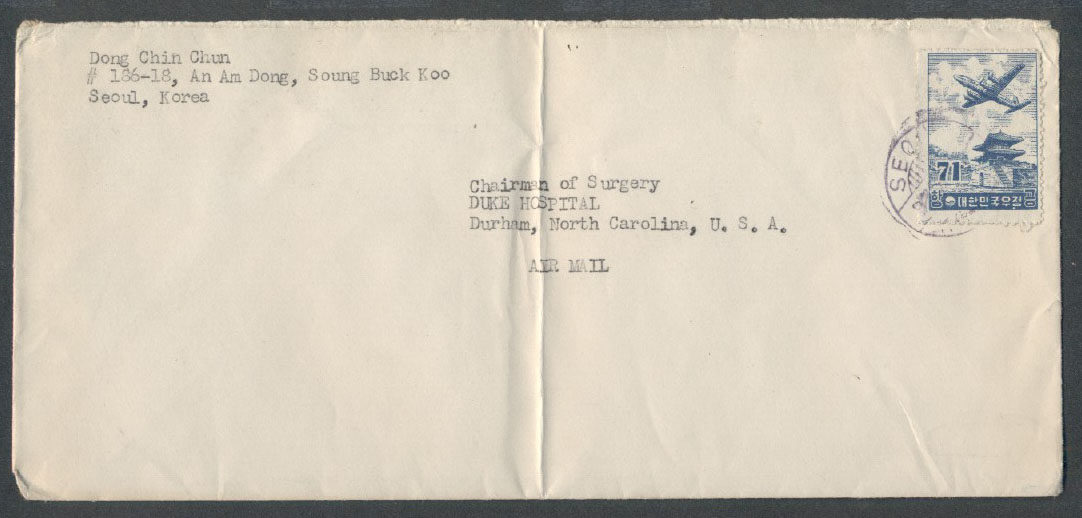 Dong Chin Chun
# 186-18, An Am Dong, Soung Buck Koo
Seoul, Korea
71
대한민국우표
SEO
Chairman of Surgery
DUKE HOSPITAL
Durham, North Carolina, U. S. A.
AIR MAIL